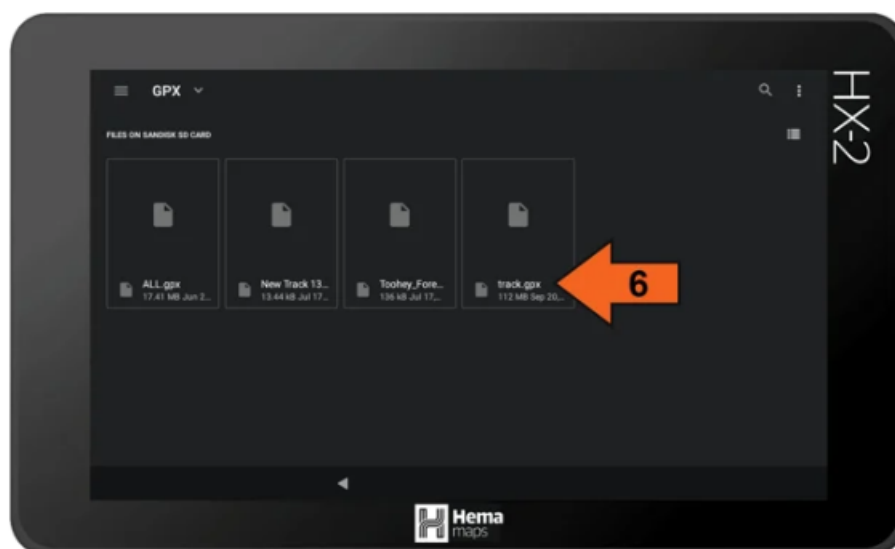 GPX
FILES ON SANDISK SD CARD
ALL.gpx
17.41 MB Jun 2...
New Track 13...
13.44 kB Jul 17...
Toohey_Fore...
136 kB Jul 17,...
track.gpx
112 MB Sep 20,...
6
HX-2
Hema
maps